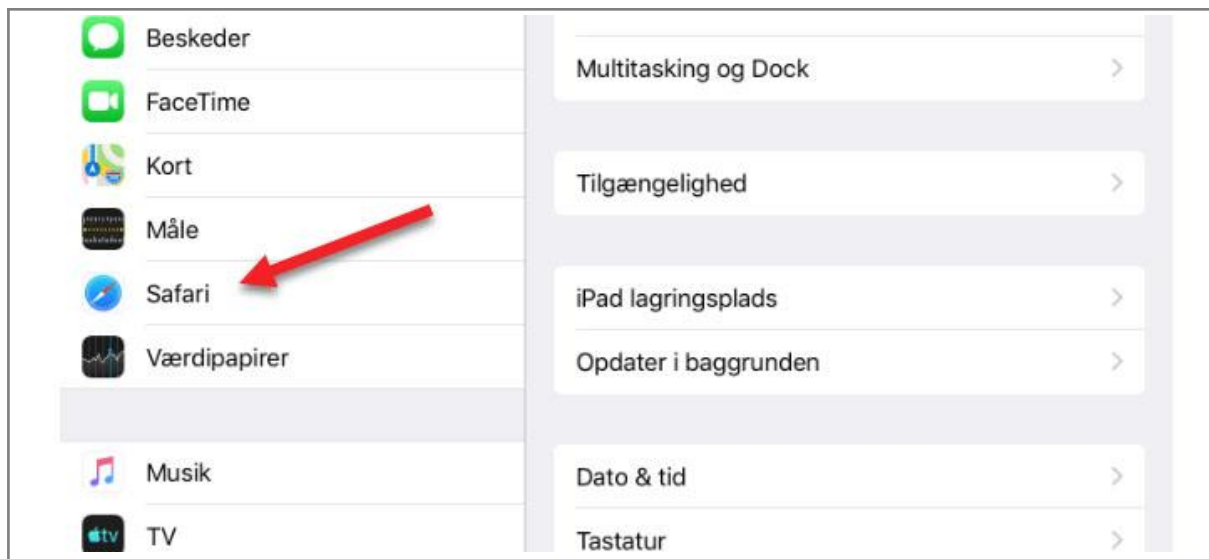 Beskeder
FaceTime
Kort
Måle
Safari
Værdipapirer
Musik
tv
TV
Multitasking og Dock
Tilgængelighed
iPad lagringsplads
Opdater i baggrunden
Dato & tid
Tastatur